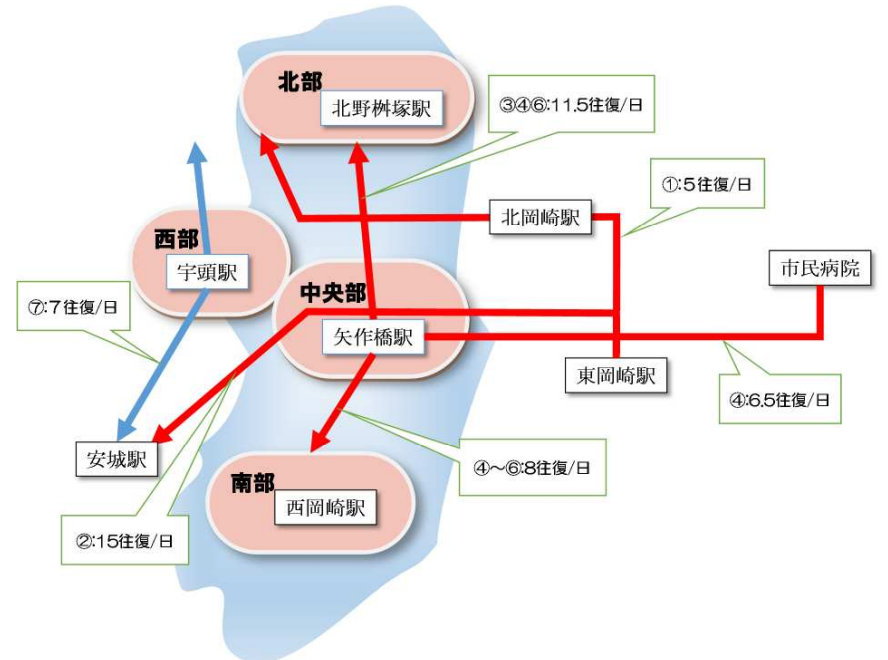 北部
北野桝塚駅
③④⑥:11.5往復/日
①:5往復/日
北岡崎駅
西部
宇頭駅
市民病院
中央部
⑦:7往復/日
矢作橋駅
東岡崎駅
④:6.5往復/日
安城駅
④～⑥:8往復/日
南部
西岡崎駅
②:15往復/日